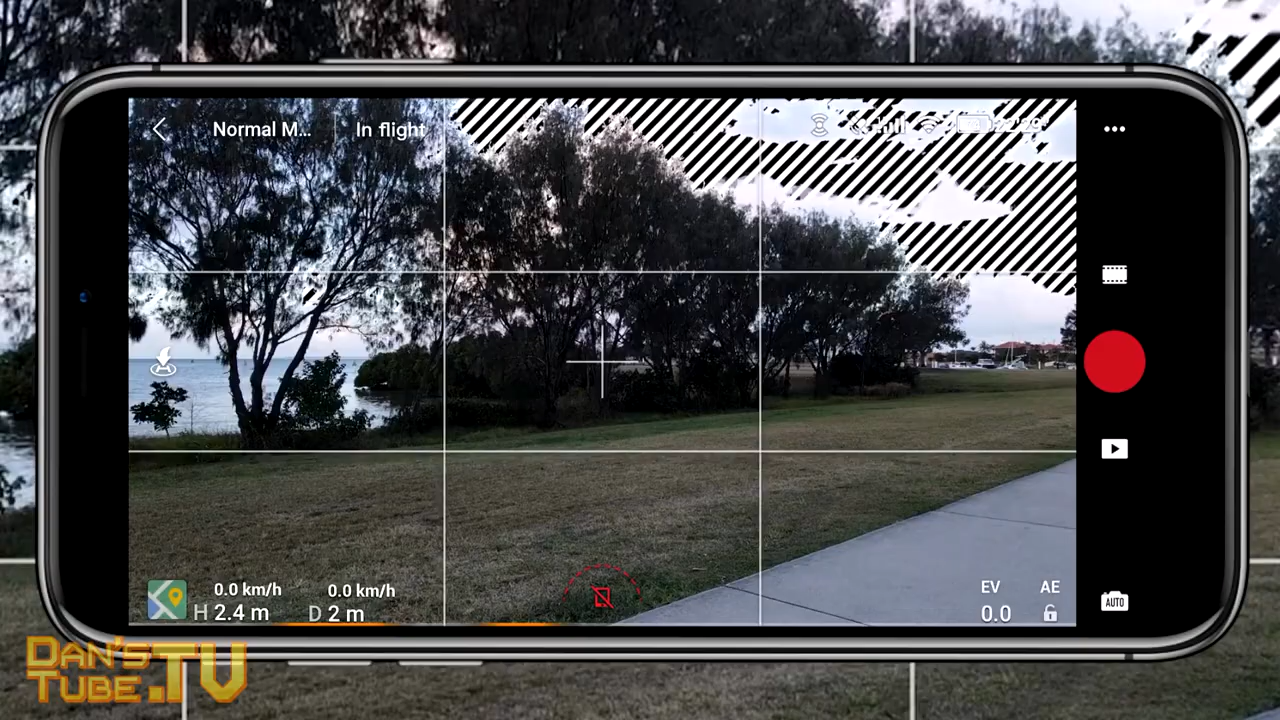 Normal M... In flight
0.0 km/h 0.0 km/h
H 2.4 m D 2 m
EV AE
0.0
AUTO
DAN'S
TUBE.TV